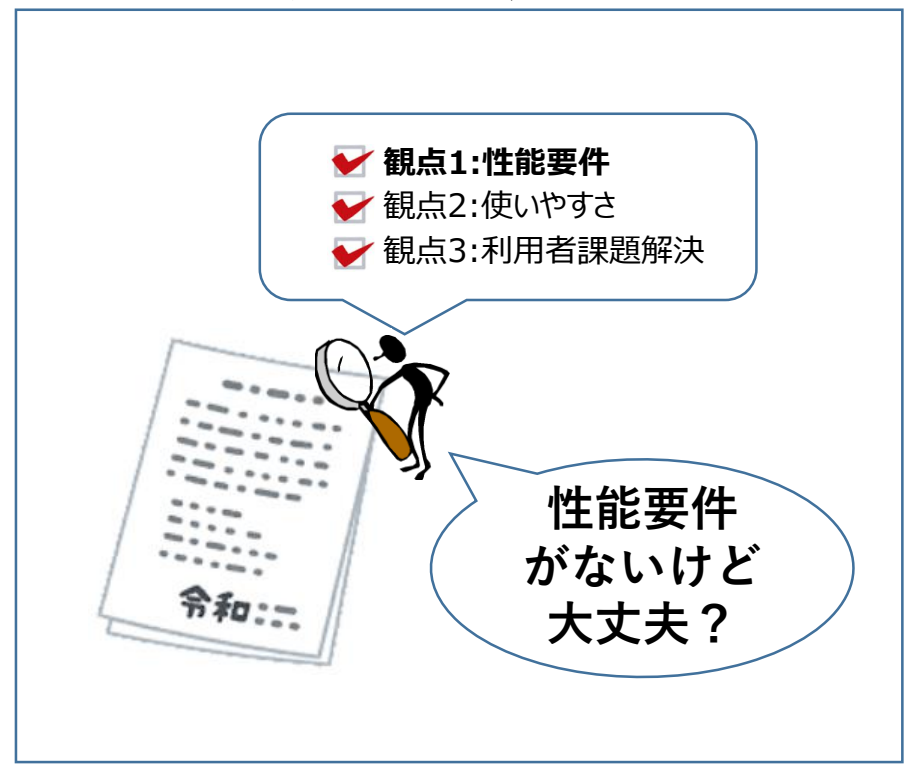 観点1:性能要件
観点2:使いやすさ
観点3:利用者課題解決
令和
性能要件
がないけど
大丈夫？